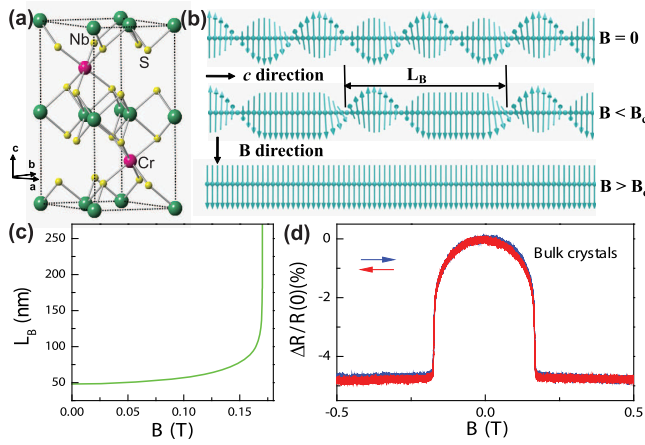 (a)
Nb
S
Cr
c
b
a
(b)
B = 0
c direction
L_B
B < B_c
B direction
B > B_c
(c)
250
200
150
100
50
L_B (nm)
0.00 0.05 0.10 0.15
B (T)
(d)
Bulk crystals
0
-2
-4
ΔR/R(0)(%)
-0.5 0.0 0.5
B (T)